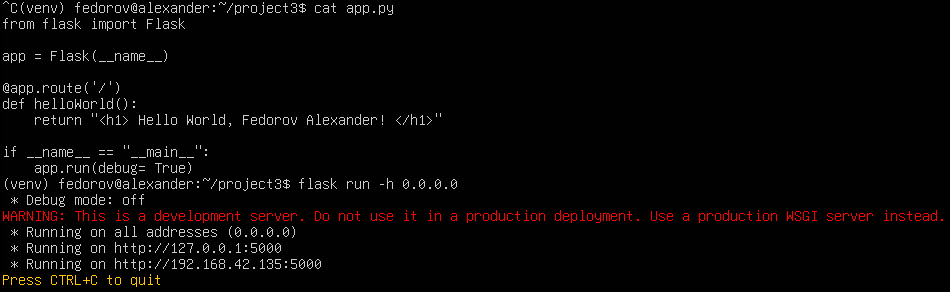 ^C(venv) fedorov@alexander:~/project3$ cat app.py
from flask import Flask

app = Flask(__name__)

@app.route('/')
def helloWorld():
    return "<h1> Hello World, Fedorov Alexander! </h1>"

if __name__ == "__main__":
    app.run(debug= True)
(venv) fedorov@alexander:~/project3$ flask run -h 0.0.0.0
 * Debug mode: off
WARNING: This is a development server. Do not use it in a production deployment. Use a production WSGI server instead.
 * Running on all addresses (0.0.0.0)
 * Running on http://127.0.0.1:5000
 * Running on http://192.168.42.135:5000
Press CTRL+C to quit